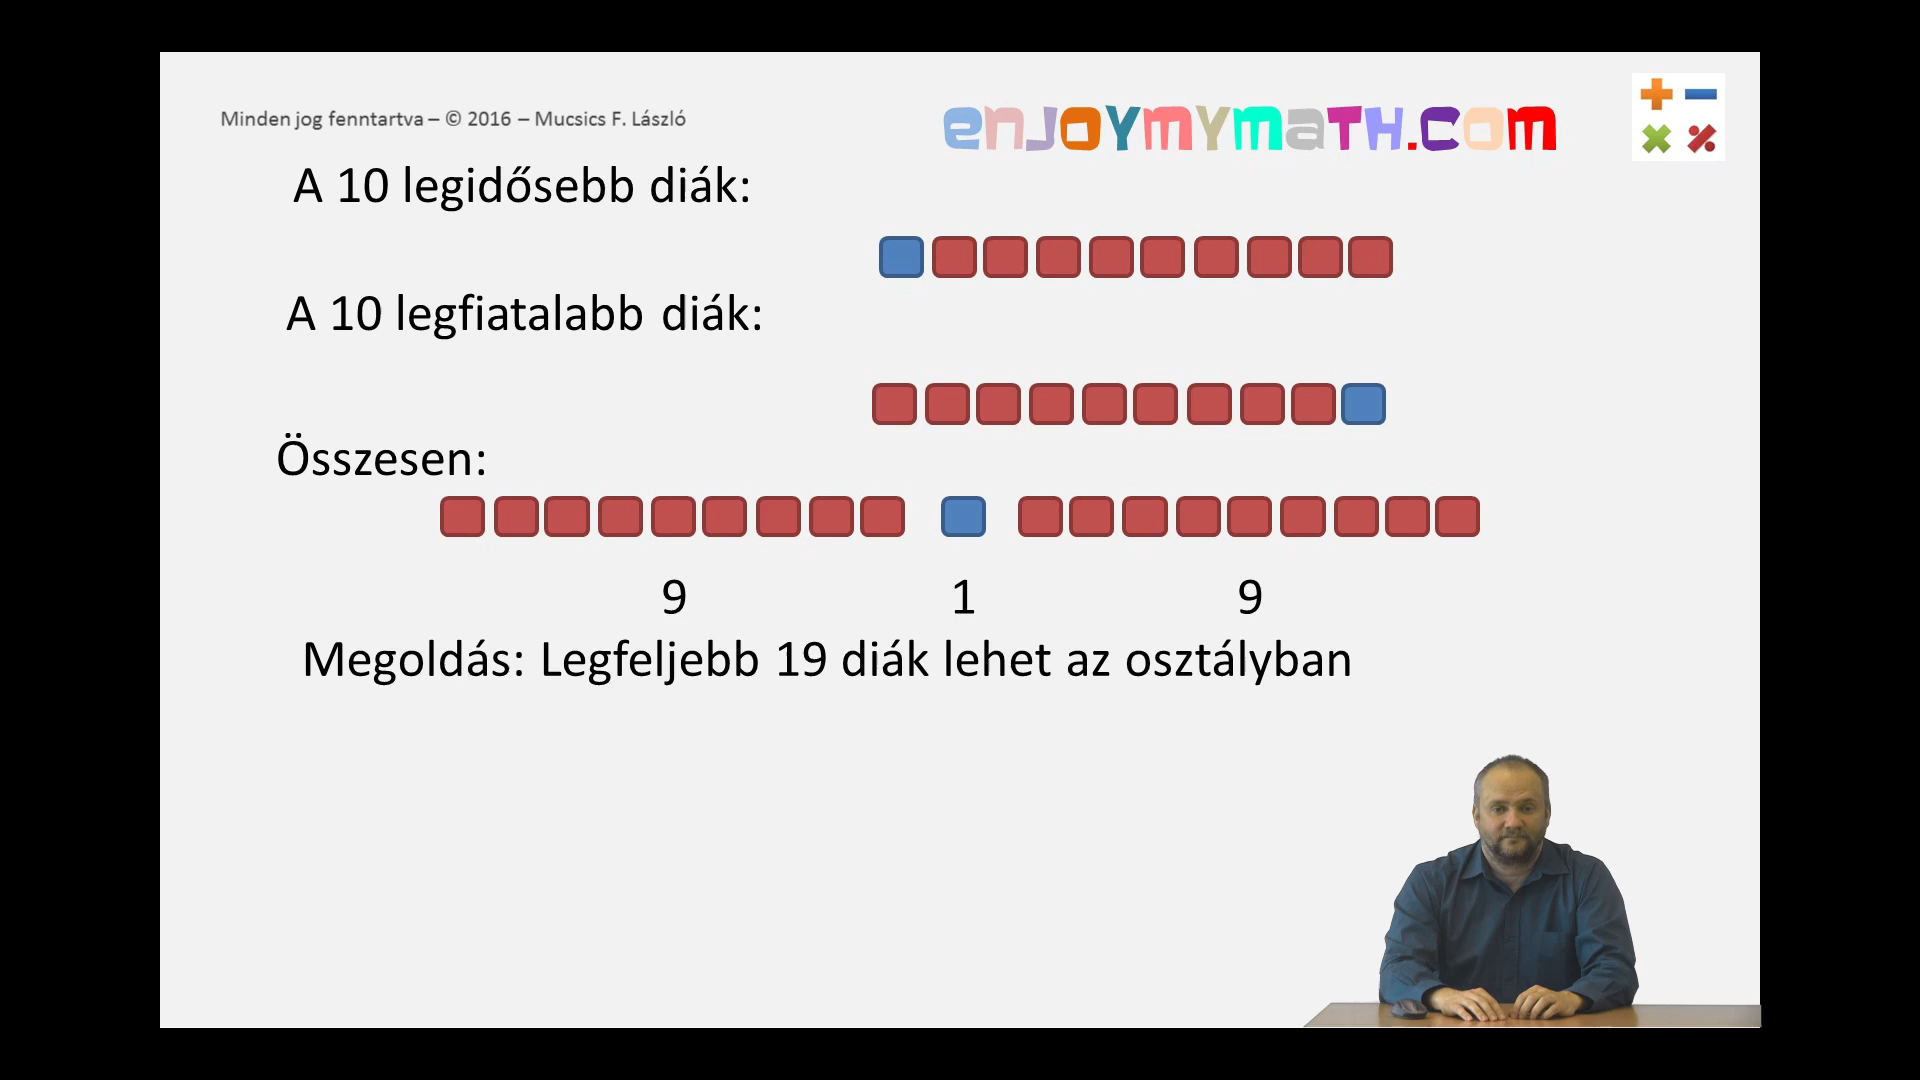 Minden jog fenntartva – © 2016 – Mucsics F. László
enjoymymath.com
A 10 legidősebb diák:
A 10 legfiatalabb diák:
Összesen:
9 1 9
Megoldás: Legfeljebb 19 diák lehet az osztályban